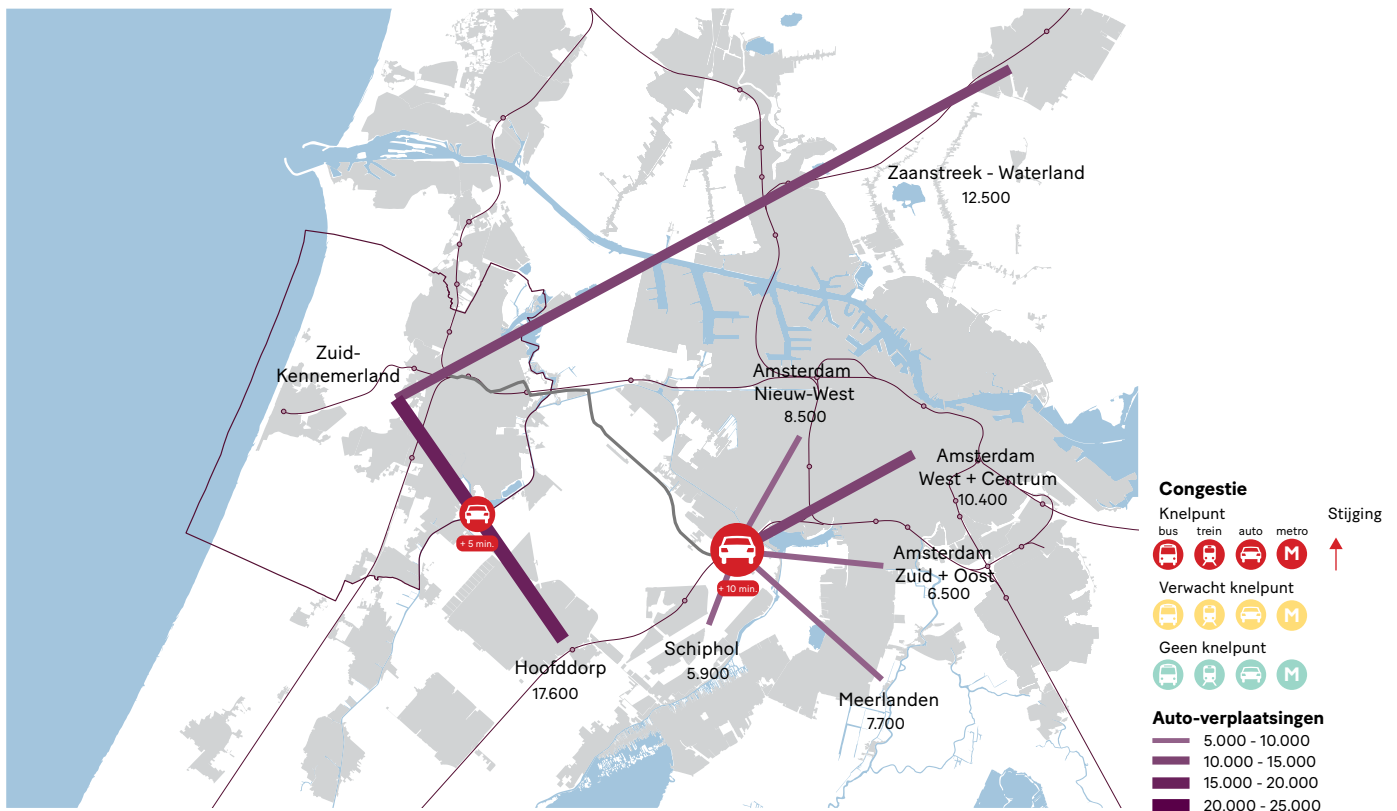 Zaanstreek - Waterland
12.500
Zuid-
Kennemerland
Amsterdam
Nieuw-West
8.500
Amsterdam
West + Centrum
10.400
Amsterdam
Zuid + Oost
6.500
+ 5 min.
+ 10 min.
Schiphol
5.900
Hoofddorp
17.600
Meerlanden
7.700
Congestie
Knelpunt
Stijging
bus trein auto metro
M
Verwacht knelpunt
M
Geen knelpunt
M
Auto-verplaatsingen
5.000 - 10.000
10.000 - 15.000
15.000 - 20.000
20.000 - 25.000